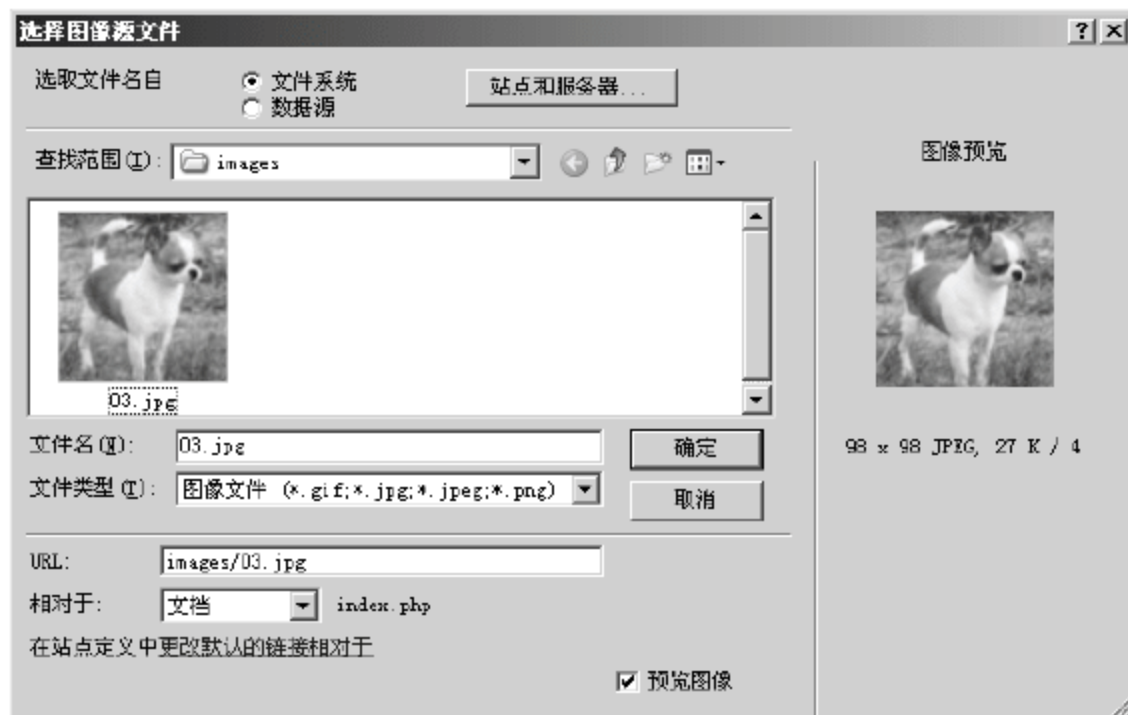 选择图像源文件
选取文件名自
文件系统
数据源
站点和服务器...
查找范围(I):
images
图像预览
03.jpg
文件名(N):
03.jpg
确定
98 x 98 JPEG, 27 K / 4
文件类型(T):
图像文件 (*.gif;*.jpg;*.jpeg;*.png)
取消
URL:
images/03.jpg
相对于:
文档
index.php
在站点定义中更改默认的链接相对于
预览图像